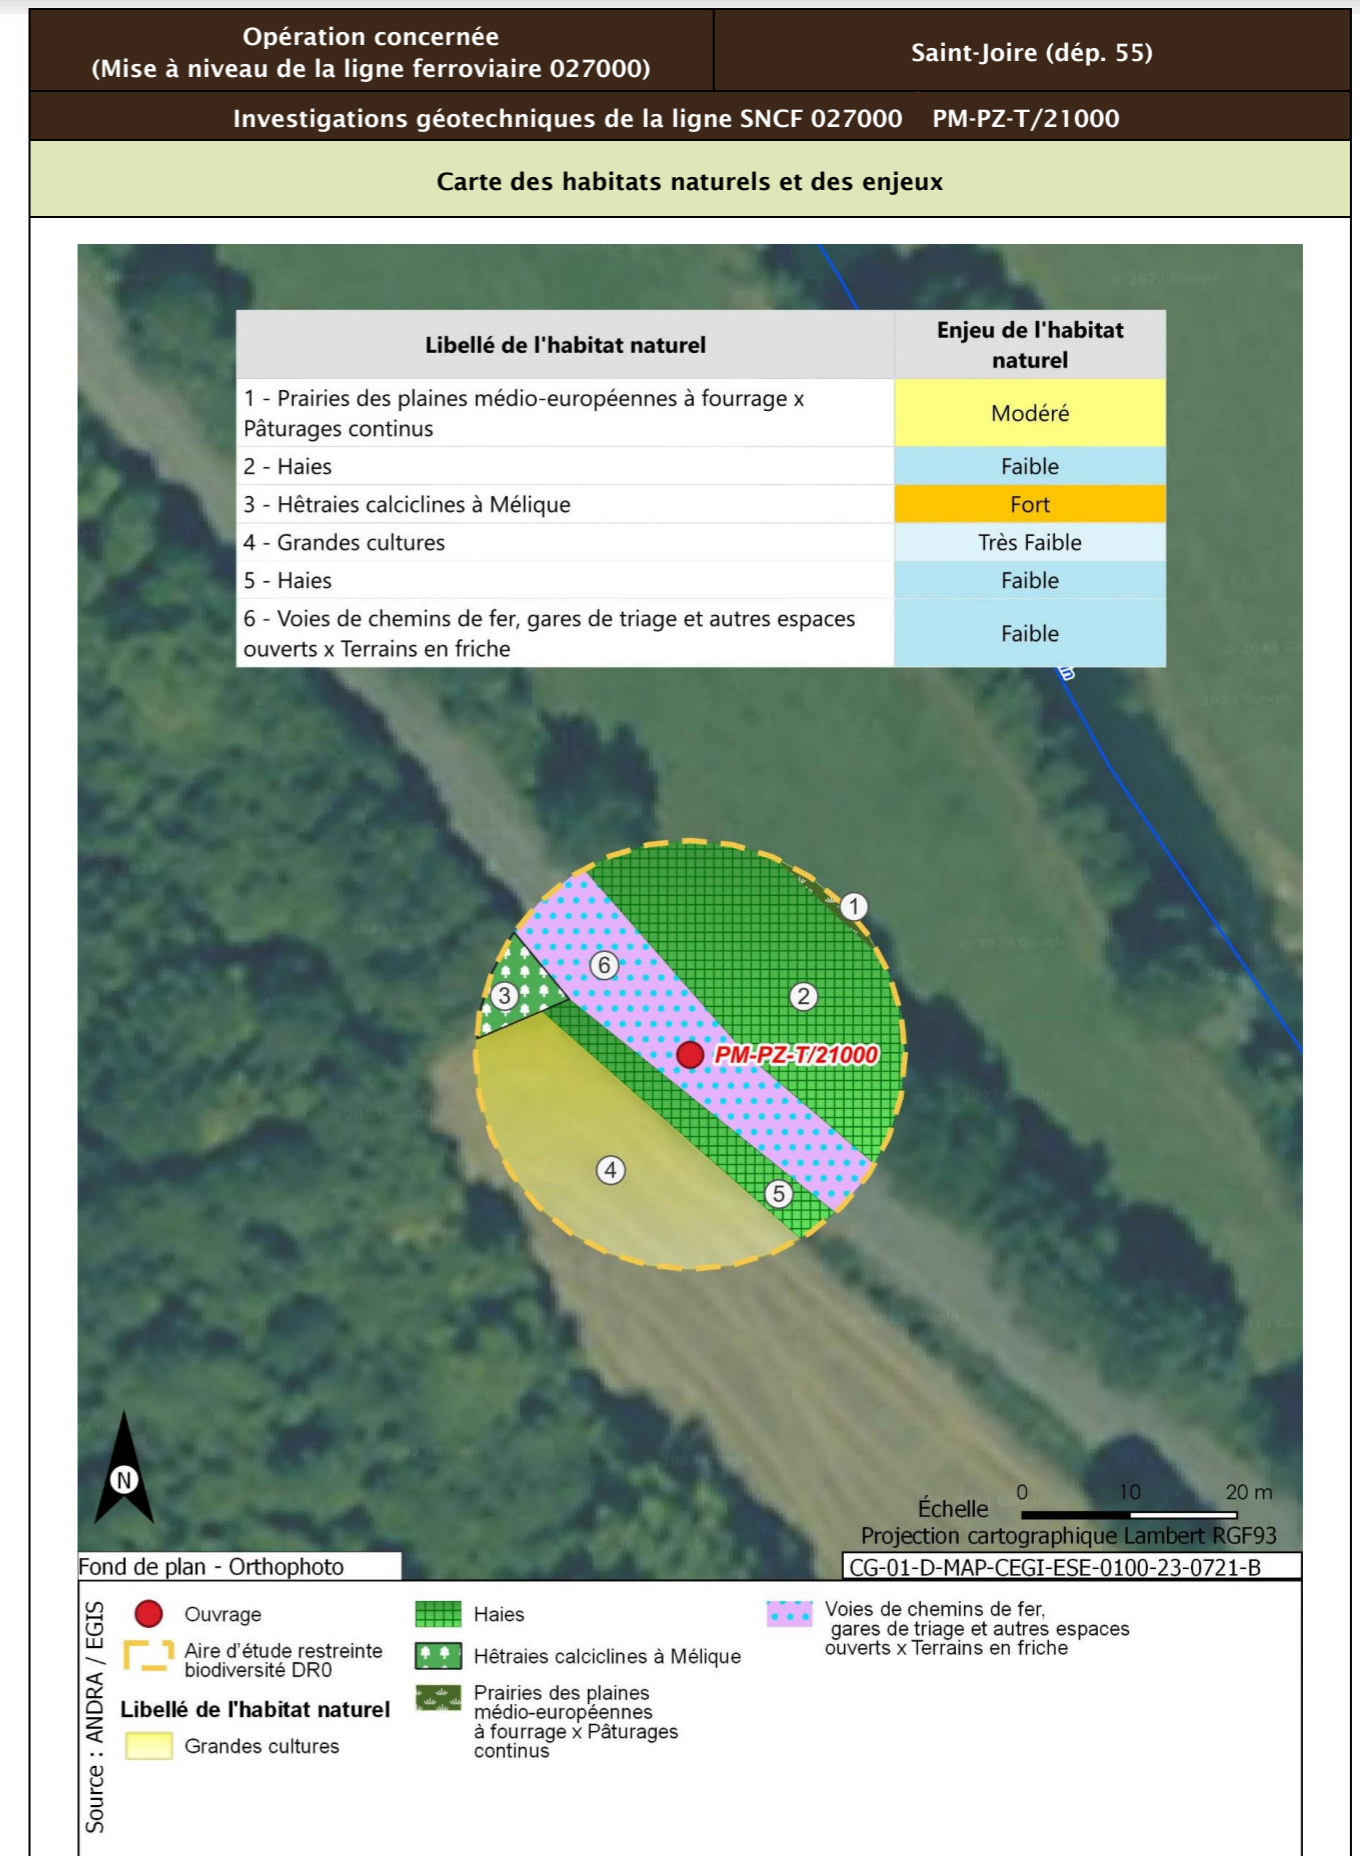 Opération concernée
(Mise à niveau de la ligne ferroviaire 027000)
Saint-Joire (dép. 55)
Investigations géotechniques de la ligne SNCF 027000 PM-PZ-T/21000
Carte des habitats naturels et des enjeux
Libellé de l'habitat naturel
Enjeu de l'habitat
naturel
1 - Prairies des plaines médio-européennes à fourrage x
Pâturages continus
Modéré
2 - Haies
Faible
3 - Hêtraies calciclines à Mélique
Fort
4 - Grandes cultures
Très Faible
5 - Haies
Faible
6 - Voies de chemins de fer, gares de triage et autres espaces
ouverts x Terrains en friche
Faible
1
6
3
2
PM-PZ-T/21000
4
5
N
0 10 20 m
Échelle
Projection cartographique Lambert RGF93
Fond de plan - Orthophoto
CG-01-D-MAP-CEGI-ESE-0100-23-0721-B
Source : ANDRA / EGIS
Ouvrage
Aire d'étude restreinte
biodiversité DR0
Libellé de l'habitat naturel
Grandes cultures
Haies
Hêtraies calciclines à Mélique
Prairies des plaines
médio-européennes
à fourrage x Pâturages
continus
Voies de chemins de fer,
gares de triage et autres espaces
ouverts x Terrains en friche